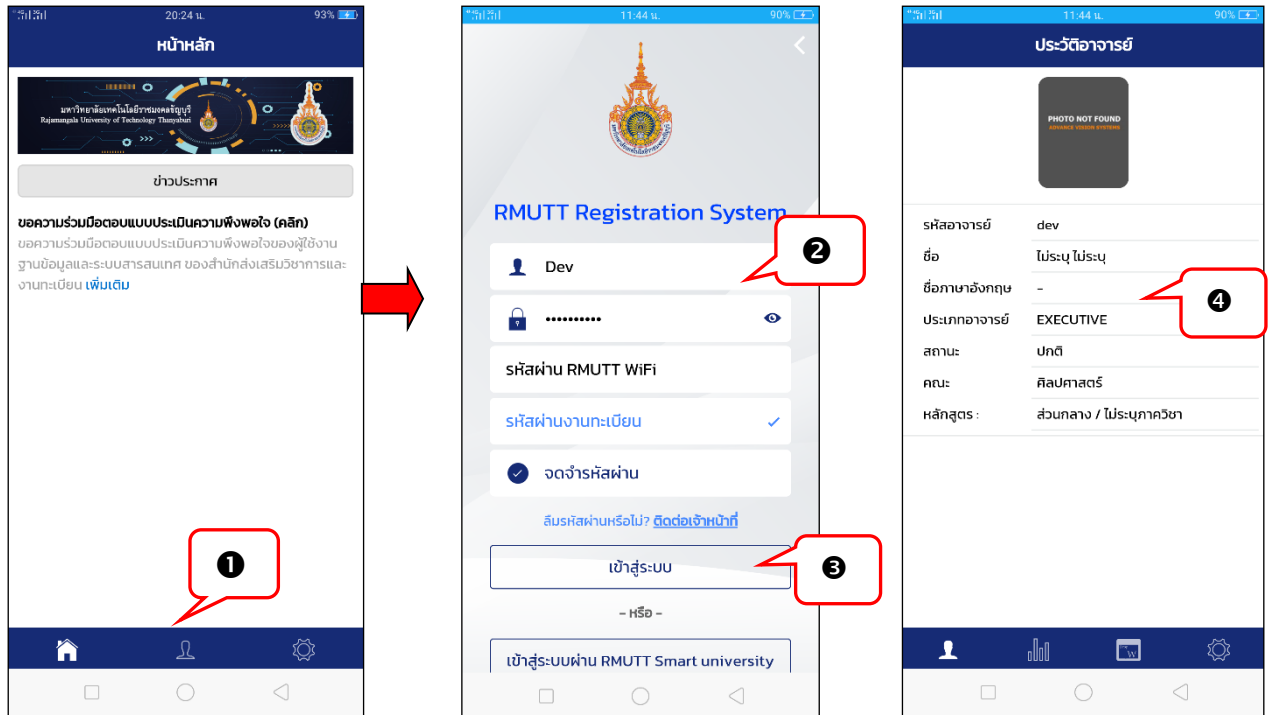 20:24 น.
93%
หน้าหลัก
มหาวิทยาลัยเทคโนโลยีราชมงคลธัญบุรี
Rajamangala University of Technology Thanyaburi
>>>
ข่าวประกาศ
ขอความร่วมมือตอบแบบประเมินความพึงพอใจ (คลิก)
ขอความร่วมมือตอบแบบประเมินความพึงพอใจของผู้ใช้งาน
ฐานข้อมูลและระบบสารสนเทศ ของสำนักส่งเสริมวิชาการและ
งานทะเบียน เพิ่มเติม
❶
11:44 น.
90%
RMUTT Registration System
❷
Dev
••••••••••
รหัสผ่าน RMUTT WiFi
รหัสผ่านงานทะเบียน
จดจำรหัสผ่าน
ลืมรหัสผ่านหรือไม่? ติดต่อเจ้าหน้าที่
เข้าสู่ระบบ
❸
– หรือ –
เข้าสู่ระบบผ่าน RMUTT Smart university
11:44 น.
90%
ประวัติอาจารย์
PHOTO NOT FOUND
ADVANCE VISION SYSTEMS
รหัสอาจารย์ dev
ชื่อ ไม่ระบุ ไม่ระบุ
ชื่อภาษาอังกฤษ -
❹
ประเภทอาจารย์ EXECUTIVE
สถานะ ปกติ
คณะ ศิลปศาสตร์
หลักสูตร : ส่วนกลาง / ไม่ระบุภาควิชา
W